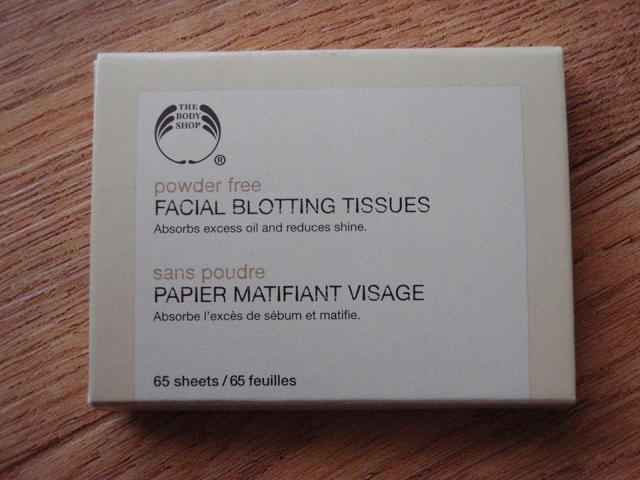 THE
BODY
SHOP
®
powder free
FACIAL BLOTTING TISSUES
Absorbs excess oil and reduces shine.
sans poudre
PAPIER MATIFIANT VISAGE
Absorbe l'excès de sébum et matifie.
65 sheets / 65 feuilles